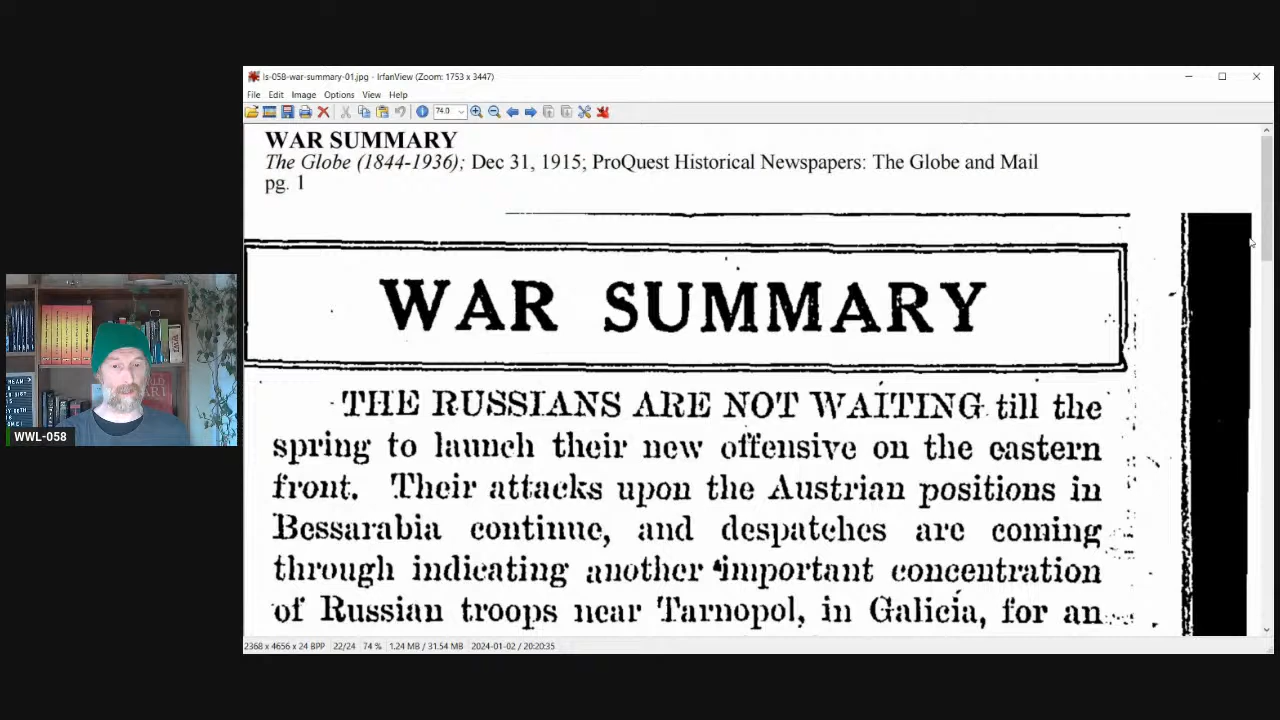 ls-058-war-summary-01.jpg - IrfanView (Zoom: 1753 x 3447)
File Edit Image Options View Help
74.0
WAR SUMMARY
The Globe (1844-1936); Dec 31, 1915; ProQuest Historical Newspapers: The Globe and Mail
pg. 1
WAR SUMMARY
THE RUSSIANS ARE NOT WAITING till the
spring to launch their new offensive on the eastern
front. Their attacks upon the Austrian positions in
Bessarabia continue, and despatches are coming
through indicating another important concentration
of Russian troops near Tarnopol, in Galicia, for an
WWL-058
2368 x 4656 x 24 BPP 22/24 74 % 1.24 MB / 31.54 MB 2024-01-02 / 20:20:35